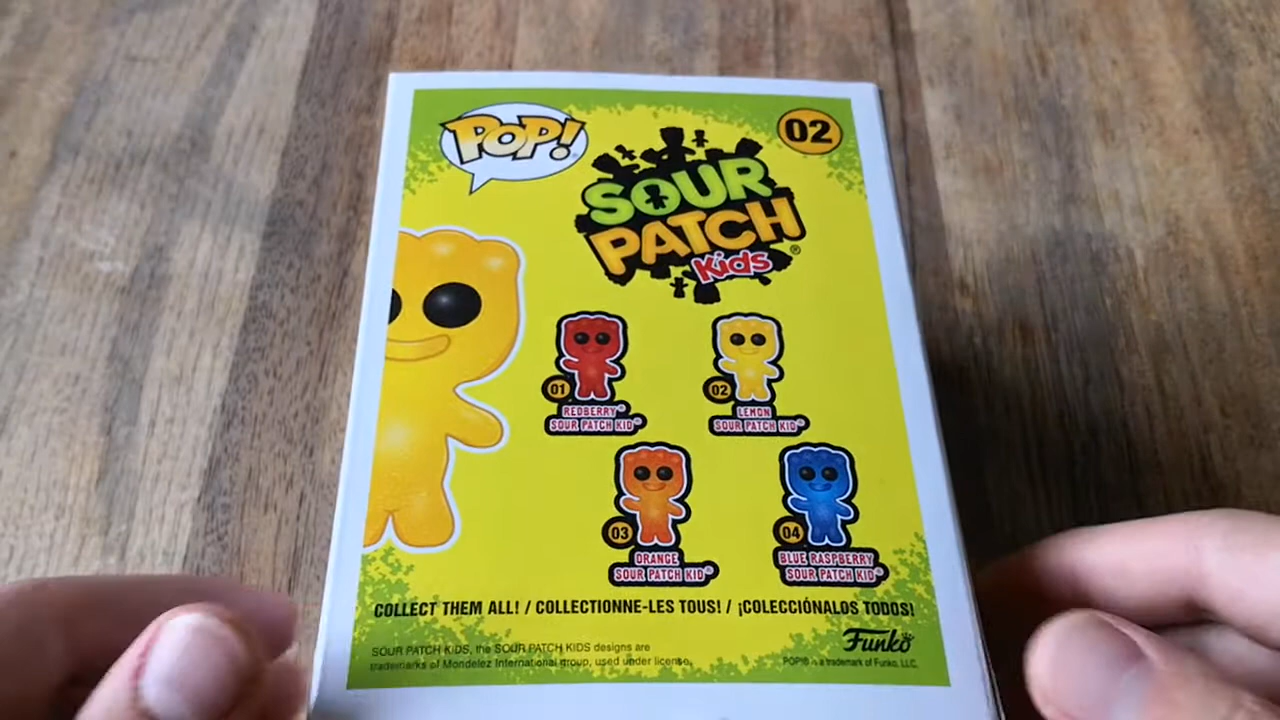 POP!
02
SOUR
PATCH
Kids®
01
REDBERRY®
SOUR PATCH KID®
02
LEMON
SOUR PATCH KID®
03
ORANGE
SOUR PATCH KID®
04
BLUE RASPBERRY
SOUR PATCH KID®
COLLECT THEM ALL! / COLLECTIONNE-LES TOUS! / ¡COLECCIÓNALOS TODOS!
SOUR PATCH KIDS, the SOUR PATCH KIDS designs are
trademarks of Mondelez International group, used under license.
Funko
POP!® is a trademark of Funko, LLC.